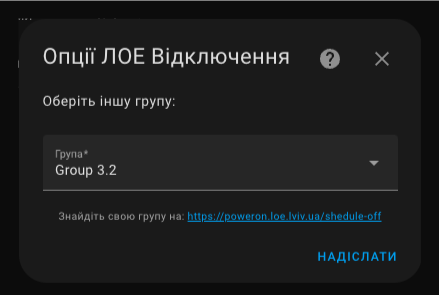 Опції ЛОЕ Відключення
Оберіть іншу групу:
Група*
Group 3.2
Знайдіть свою групу на: https://poweron.loe.lviv.ua/shedule-off
НАДІСЛАТИ